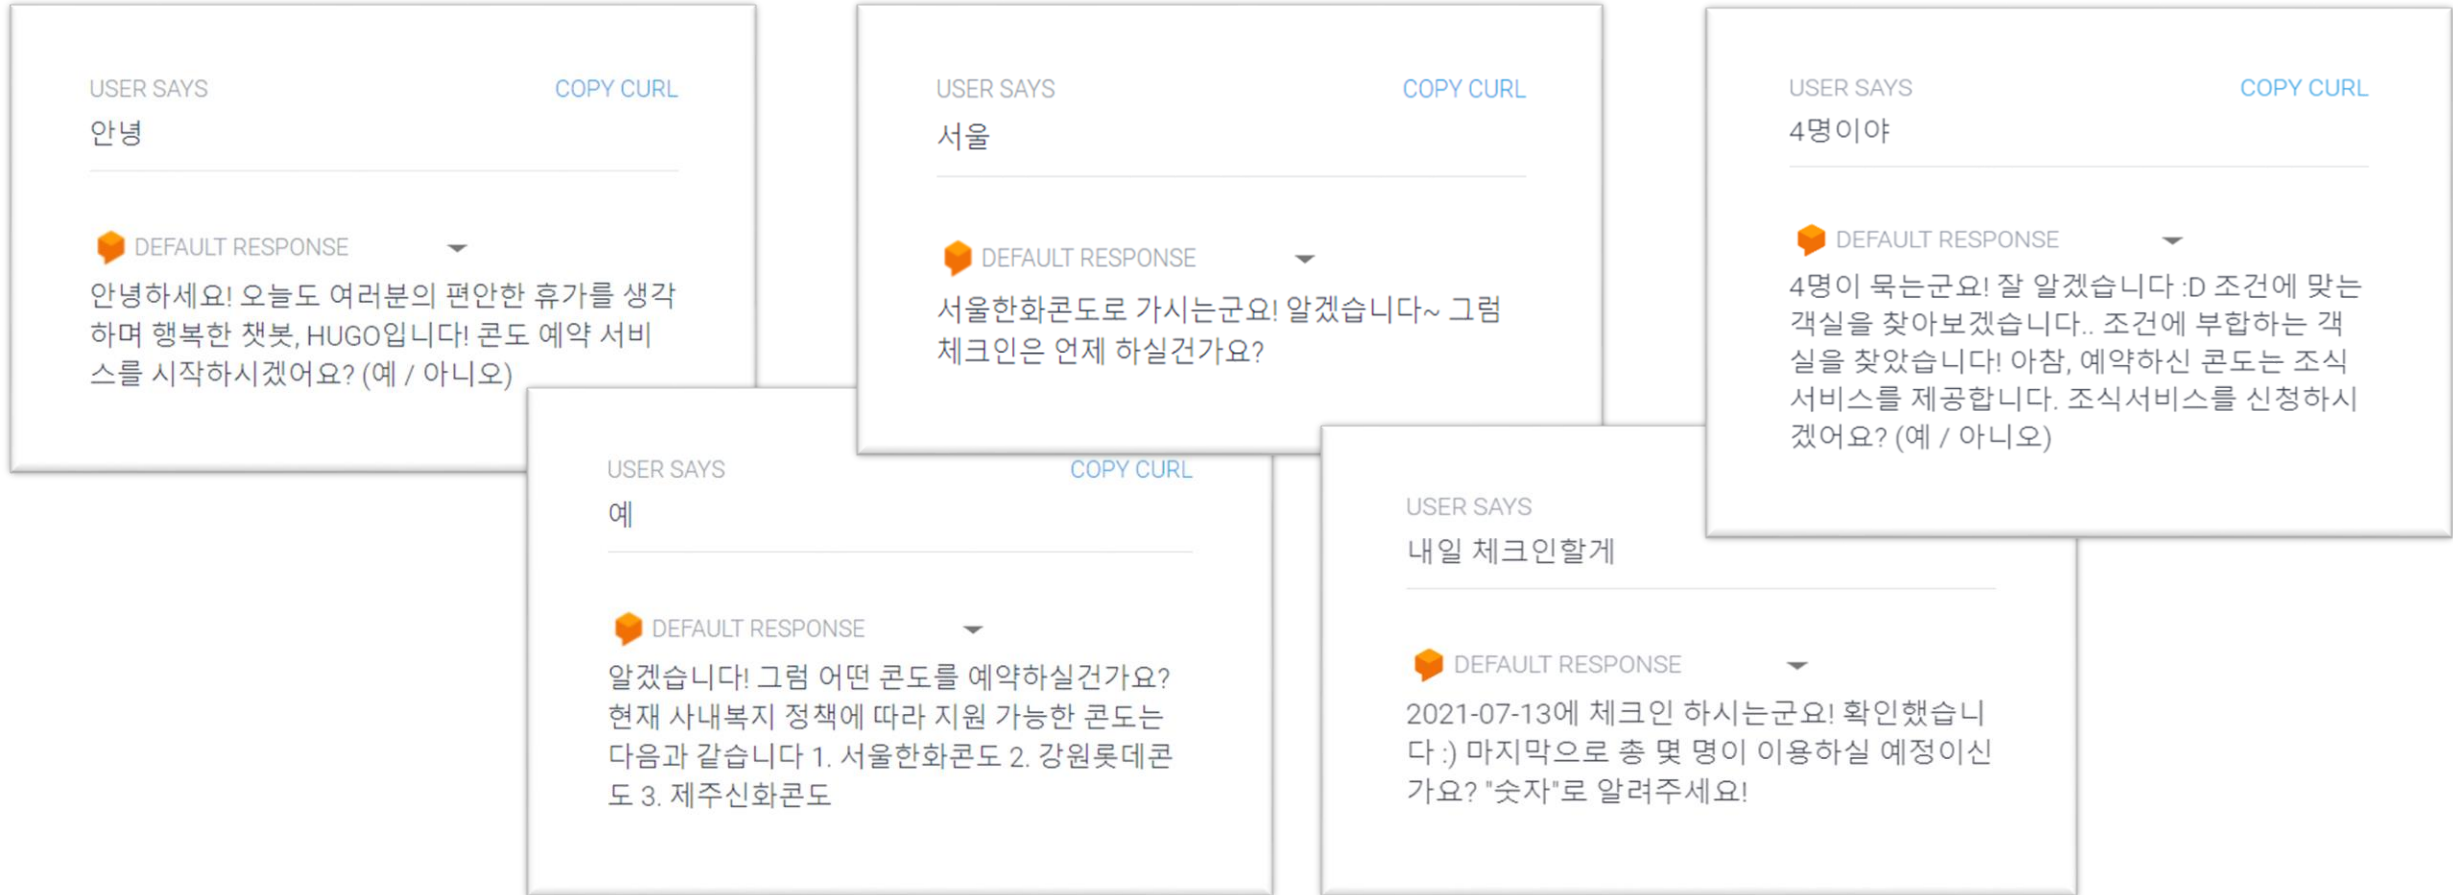 USER SAYS
COPY CURL
안녕
DEFAULT RESPONSE
안녕하세요! 오늘도 여러분의 편안한 휴가를 생각
하며 행복한 챗봇, HUGO입니다! 콘도 예약 서비
스를 시작하시겠어요? (예 / 아니오)
USER SAYS
COPY CURL
예
DEFAULT RESPONSE
알겠습니다! 그럼 어떤 콘도를 예약하실건가요?
현재 사내복지 정책에 따라 지원 가능한 콘도는
다음과 같습니다 1. 서울한화콘도 2. 강원롯데콘
도 3. 제주신화콘도
USER SAYS
COPY CURL
서울
DEFAULT RESPONSE
서울한화콘도로 가시는군요! 알겠습니다~ 그럼
체크인은 언제 하실건가요?
USER SAYS
내일 체크인할게
DEFAULT RESPONSE
2021-07-13에 체크인 하시는군요! 확인했습니
다 :) 마지막으로 총 몇 명이 이용하실 예정이신
가요? "숫자"로 알려주세요!
USER SAYS
COPY CURL
4명이야
DEFAULT RESPONSE
4명이 묵는군요! 잘 알겠습니다 :D 조건에 맞는
객실을 찾아보겠습니다.. 조건에 부합하는 객
실을 찾았습니다! 아참, 예약하신 콘도는 조식
서비스를 제공합니다. 조식서비스를 신청하시
겠어요? (예 / 아니오)